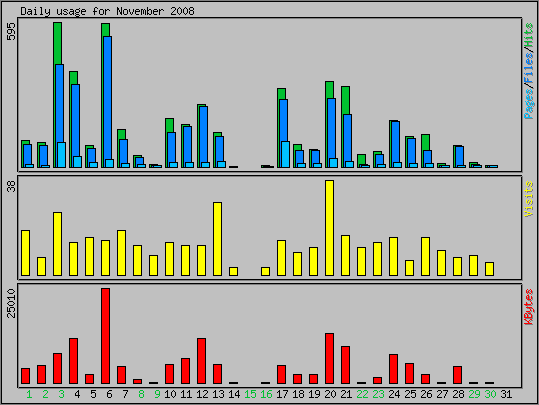 Daily usage for November 2008
595
Pages/Files/Hits
38
Visits
25010
KBytes
1 2 3 4 5 6 7 8 9 10 11 12 13 14 15 16 17 18 19 20 21 22 23 24 25 26 27 28 29 30 31